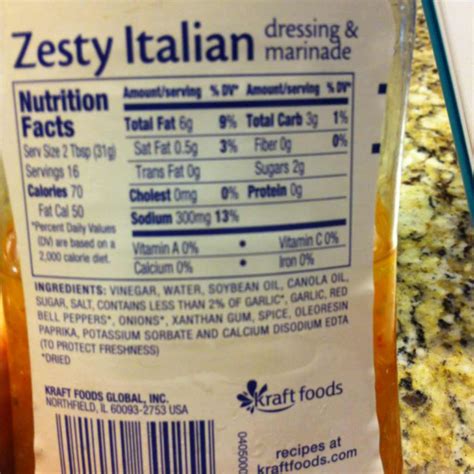 Zesty Italian dressing & marinade
Nutrition Facts
Serv Size 2 Tbsp (31g)
Servings 16
Calories 70
Fat Cal 50
*Percent Daily Values
(DV) are based on a
2,000 calorie diet.
Amount/serving % DV* Amount/serving % DV*
Total Fat 6g 9% Total Carb 3g 1%
Sat Fat 0.5g 3% Fiber 0g 0%
Trans Fat 0g Sugars 2g
Cholest 0mg 0% Protein 0g
Sodium 300mg 13%
Vitamin A 0% • Vitamin C 0%
Calcium 0% • Iron 0%
INGREDIENTS: VINEGAR, WATER, SOYBEAN OIL, CANOLA OIL,
SUGAR, SALT, CONTAINS LESS THAN 2% OF GARLIC*, GARLIC, RED
BELL PEPPERS*, ONIONS*, XANTHAN GUM, SPICE, OLEORESIN
PAPRIKA, POTASSIUM SORBATE AND CALCIUM DISODIUM EDTA
(TO PROTECT FRESHNESS)
*DRIED
KRAFT FOODS GLOBAL, INC.
NORTHFIELD, IL 60093-2753 USA
kraft foods
recipes at
kraftfoods.com